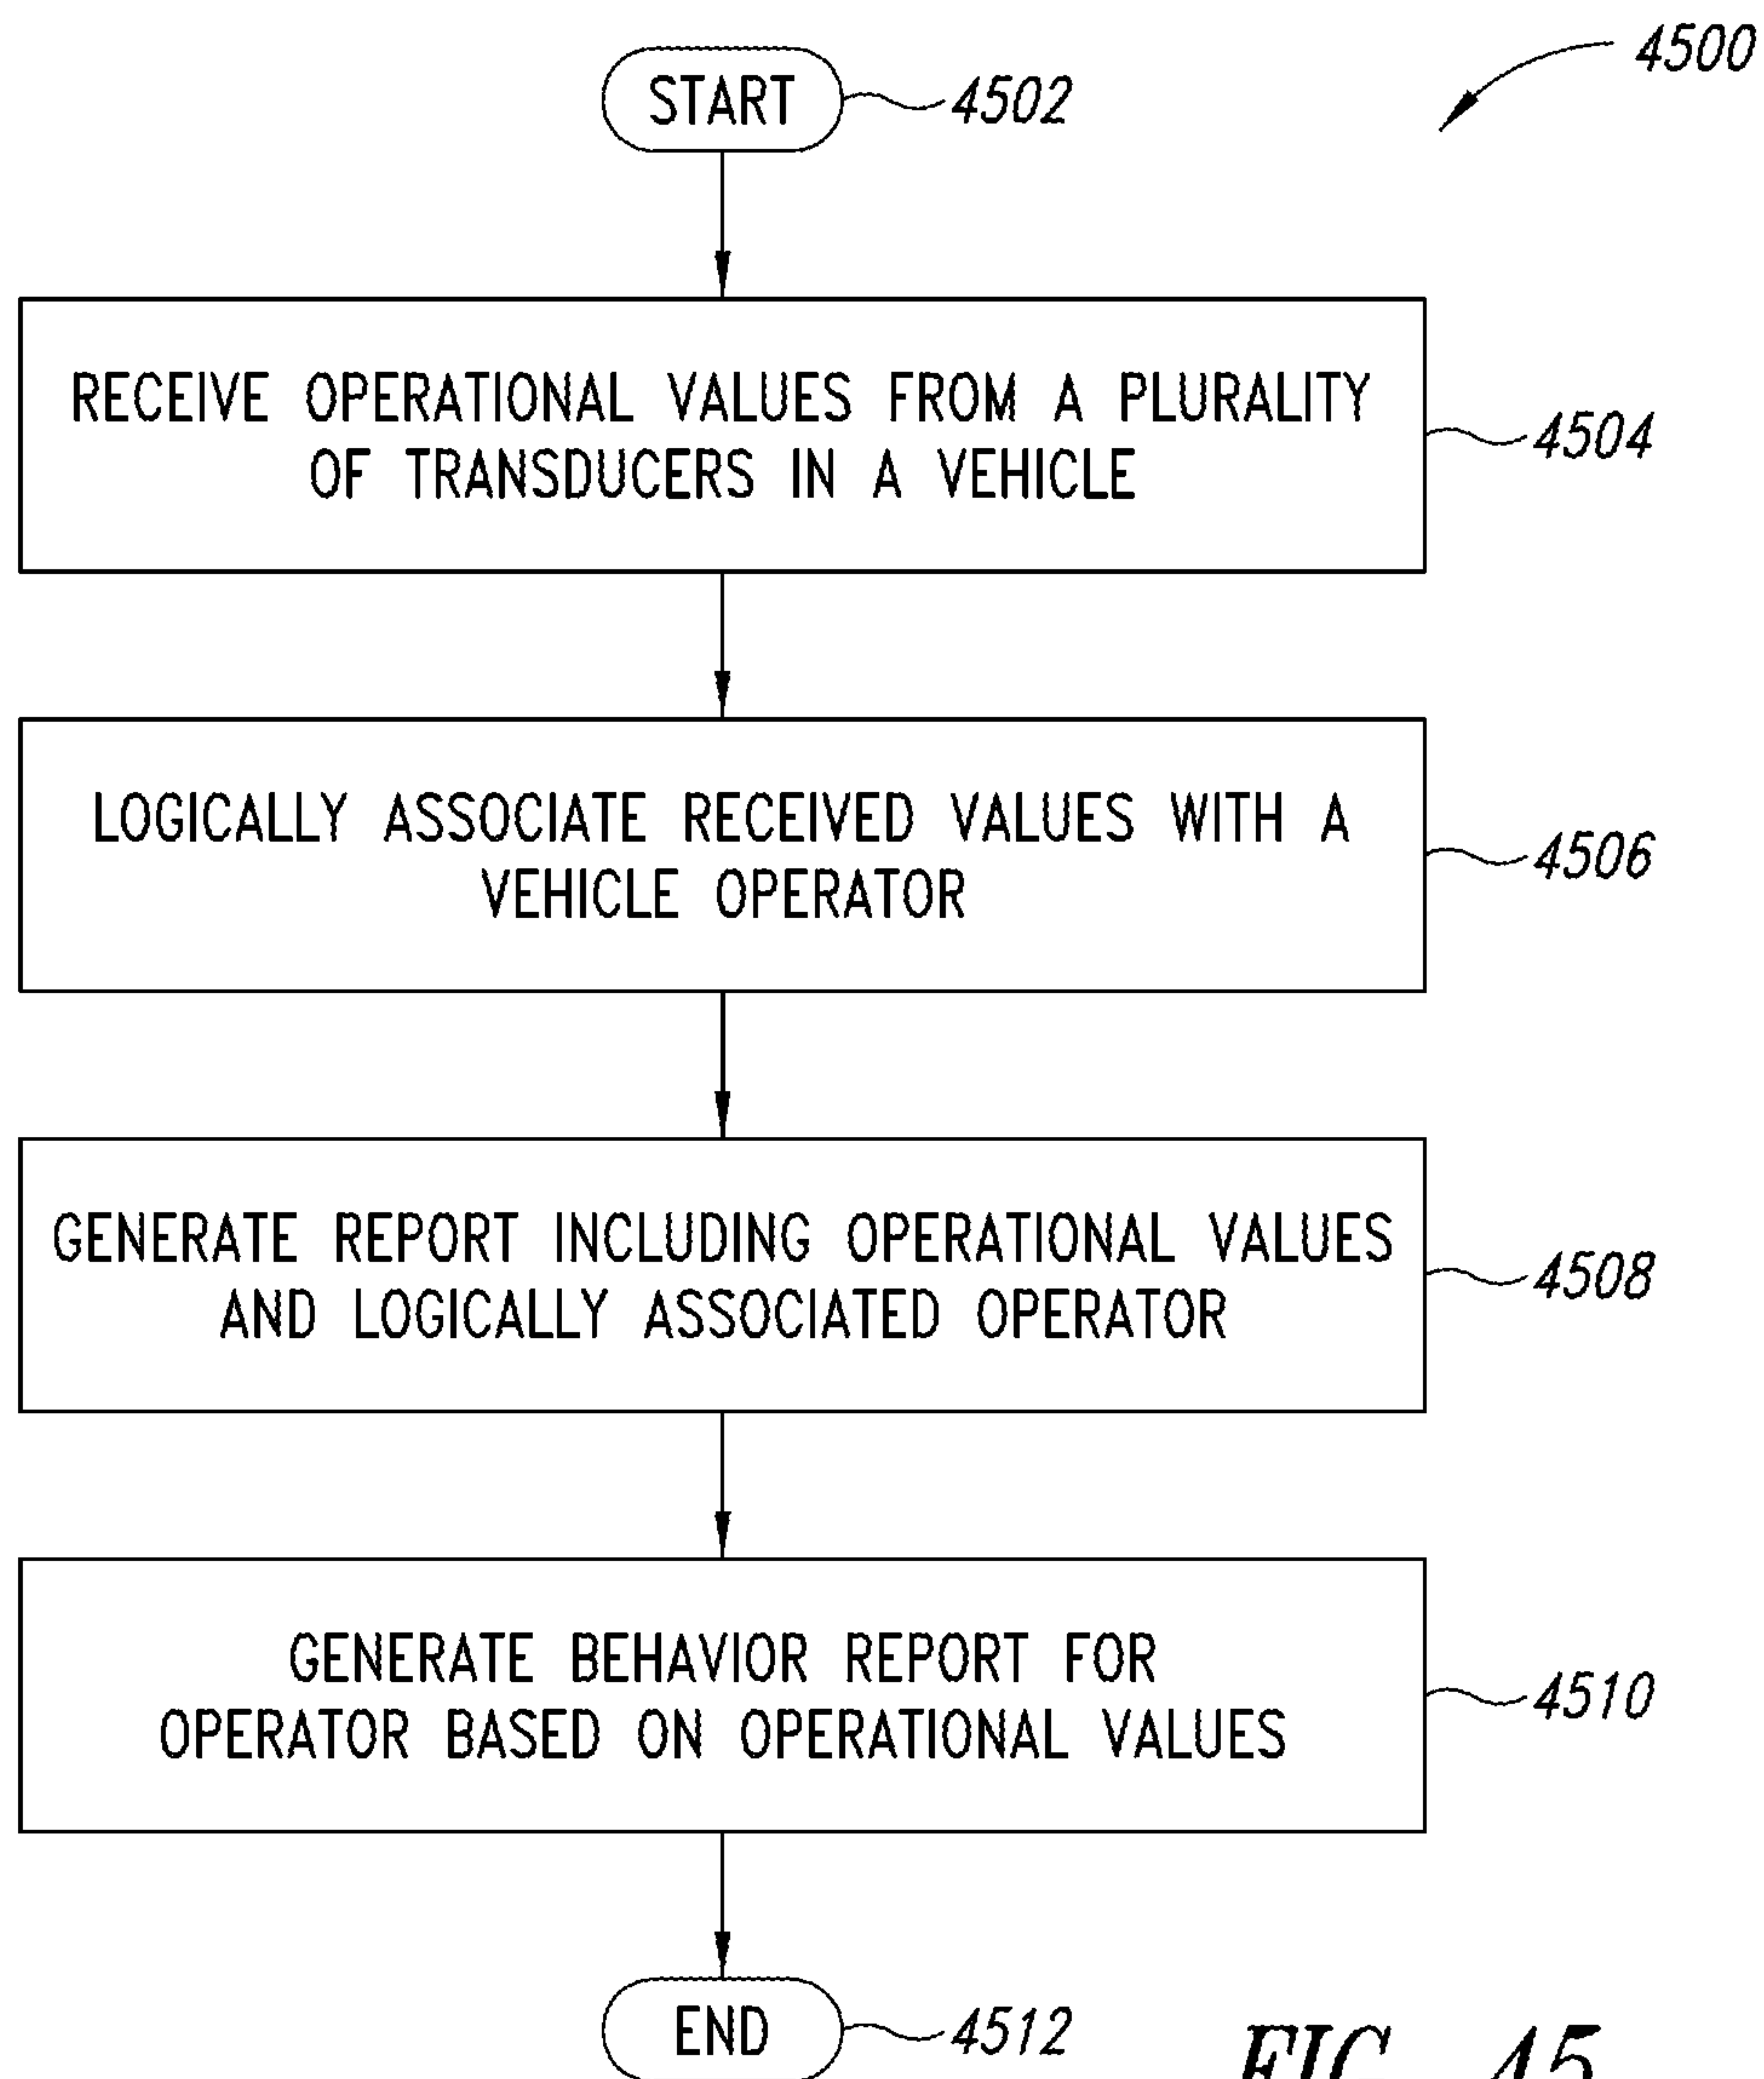 4500
START
4502
RECEIVE OPERATIONAL VALUES FROM A PLURALITY
OF TRANSDUCERS IN A VEHICLE
4504
LOGICALLY ASSOCIATE RECEIVED VALUES WITH A
VEHICLE OPERATOR
4506
GENERATE REPORT INCLUDING OPERATIONAL VALUES
AND LOGICALLY ASSOCIATED OPERATOR
4508
GENERATE BEHAVIOR REPORT FOR
OPERATOR BASED ON OPERATIONAL VALUES
4510
END
4512
FIG. 45